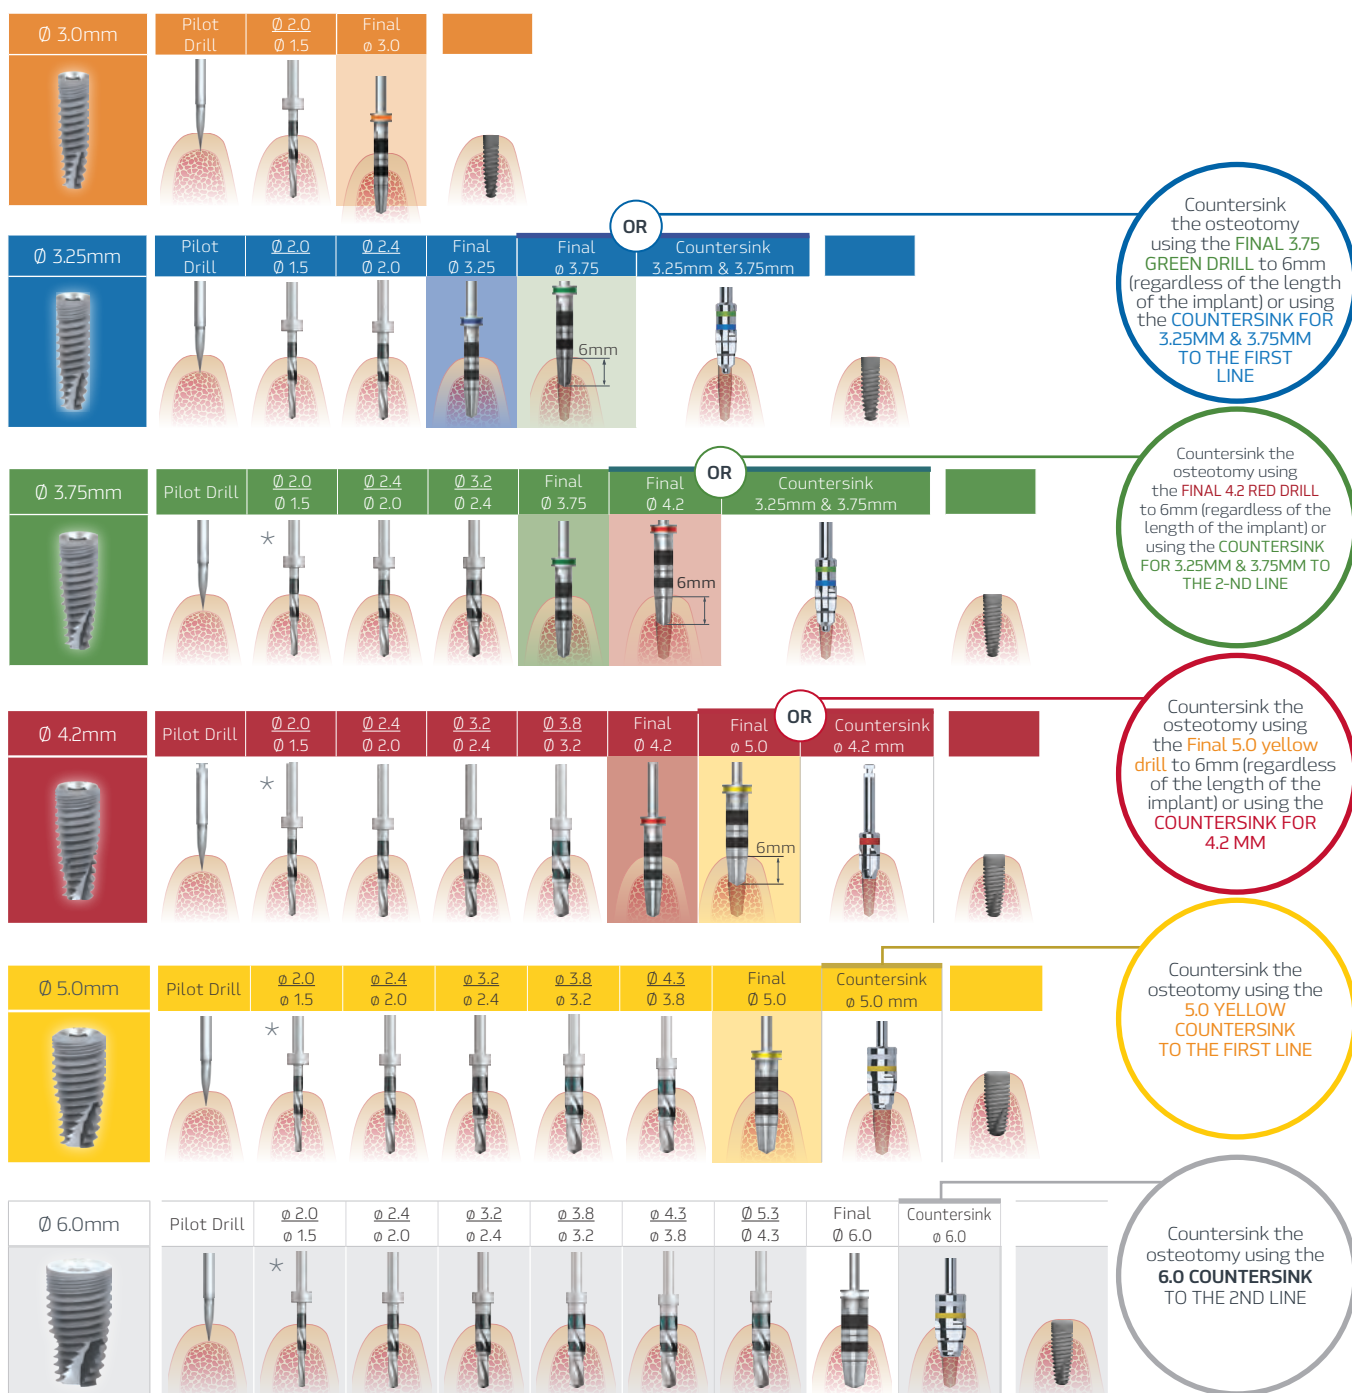 Ø 3.0mm
Pilot
Drill
Ø 2.0
Ø 1.5
Final
ø 3.0
OR
Ø 3.25mm
Pilot
Drill
Ø 2.0
Ø 1.5
Ø 2.4
Ø 2.0
Final
Ø 3.25
Final
ø 3.75
Countersink
3.25mm & 3.75mm
6mm
Countersink
the osteotomy
using the FINAL 3.75
GREEN DRILL to 6mm
(regardless of the length
of the implant) or using
the COUNTERSINK FOR
3.25MM & 3.75MM
TO THE FIRST
LINE
OR
Ø 3.75mm
Pilot Drill
Ø 2.0
Ø 1.5
Ø 2.4
Ø 2.0
Ø 3.2
Ø 2.4
Final
Ø 3.75
Final
Ø 4.2
Countersink
3.25mm & 3.75mm
*
6mm
Countersink the
osteotomy using
the FINAL 4.2 RED DRILL
to 6mm (regardless of the
length of the implant) or
using the COUNTERSINK
FOR 3.25MM & 3.75MM TO
THE 2-ND LINE
OR
Ø 4.2mm
Pilot Drill
Ø 2.0
Ø 1.5
Ø 2.4
Ø 2.0
Ø 3.2
Ø 2.4
Ø 3.8
Ø 3.2
Final
Ø 4.2
Final
ø 5.0
Countersink
ø 4.2 mm
*
6mm
Countersink the
osteotomy using
the Final 5.0 yellow
drill to 6mm (regardless
of the length of the
implant) or using the
COUNTERSINK FOR
4.2 MM
Ø 5.0mm
Pilot Drill
ø 2.0
ø 1.5
ø 2.4
ø 2.0
ø 3.2
ø 2.4
ø 3.8
ø 3.2
Ø 4.3
Ø 3.8
Final
Ø 5.0
Countersink
ø 5.0 mm
*
Countersink the
osteotomy using the
5.0 YELLOW
COUNTERSINK
TO THE FIRST LINE
Ø 6.0mm
Pilot Drill
ø 2.0
ø 1.5
ø 2.4
ø 2.0
ø 3.2
ø 2.4
ø 3.8
ø 3.2
ø 4.3
ø 3.8
Ø 5.3
Ø 4.3
Final
Ø 6.0
Countersink
ø 6.0
*
Countersink the
osteotomy using the
6.0 COUNTERSINK
TO THE 2ND LINE